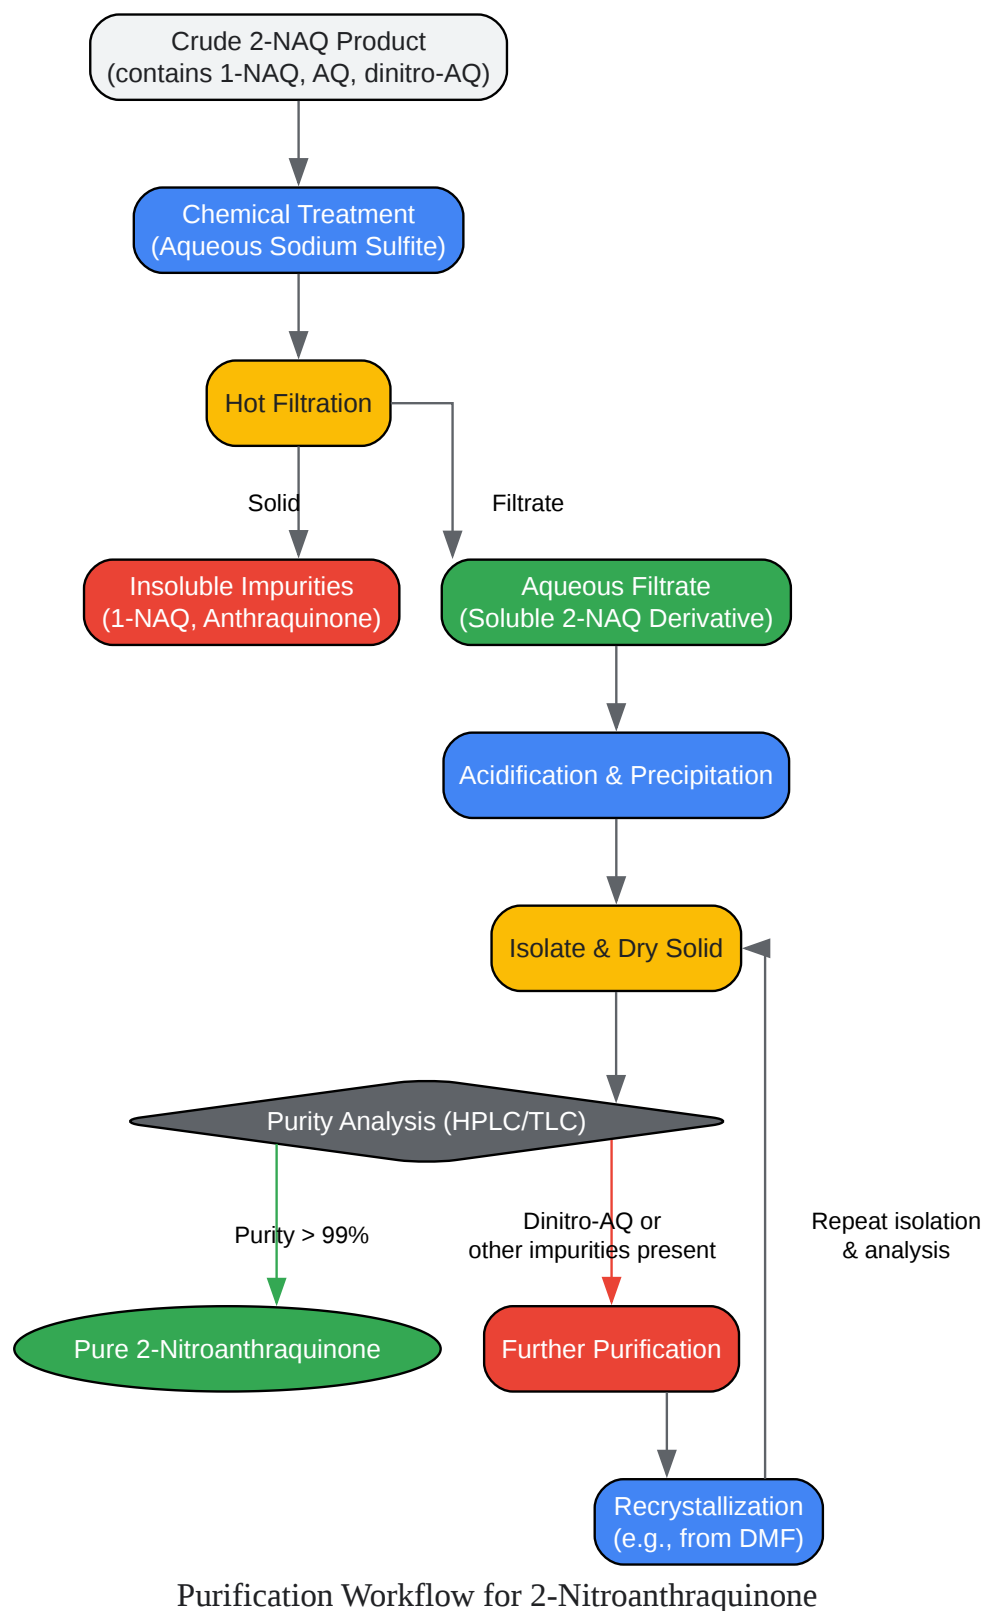 Crude 2-NAQ Product
(contains 1-NAQ, AQ, dinitro-AQ)
Chemical Treatment
(Aqueous Sodium Sulfite)
Hot Filtration
Solid
Filtrate
Insoluble Impurities
(1-NAQ, Anthraquinone)
Aqueous Filtrate
(Soluble 2-NAQ Derivative)
Acidification & Precipitation
Isolate & Dry Solid
Purity Analysis (HPLC/TLC)
Purity > 99%
Dinitro-AQ or
other impurities present
Repeat isolation
& analysis
Pure 2-Nitroanthraquinone
Further Purification
Recrystallization
(e.g., from DMF)
Purification Workflow for 2-Nitroanthraquinone